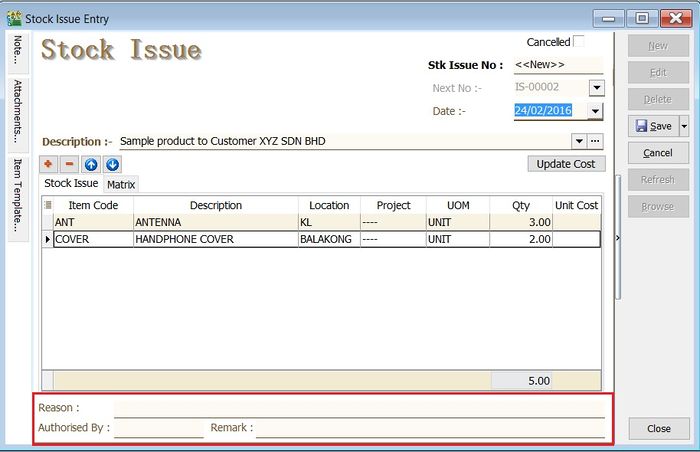 Stock Issue Entry
Note...
Attachments...
Item Template...
Stock Issue
Cancelled
Stk Issue No : <<New>>
Next No :- IS-00002
Date :- 24/02/2016
Description :- Sample product to Customer XYZ SDN BHD ...
Update Cost
Stock Issue Matrix
Item Code Description Location Project UOM Qty Unit Cost
ANT ANTENNA KL ---- UNIT 3.00
COVER HANDPHONE COVER BALAKONG ---- UNIT 2.00
5.00
Reason :
Authorised By : Remark :
New
Edit
Delete
Save
Cancel
Refresh
Browse
Close